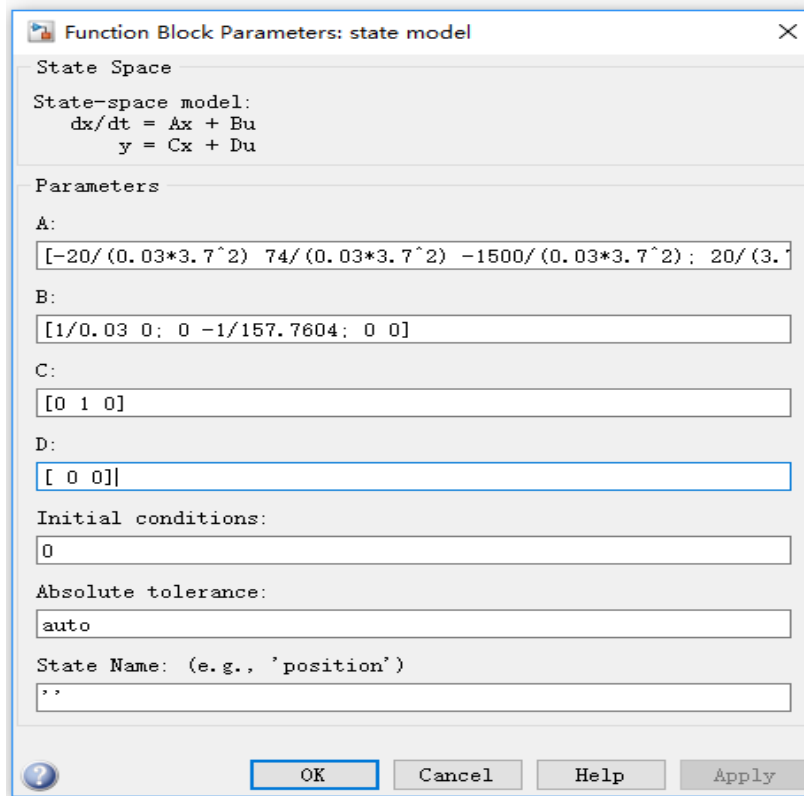 Function Block Parameters: state model
State Space
State-space model:
dx/dt = Ax + Bu
y = Cx + Du
Parameters
A:
[-20/(0.03*3.7^2) 74/(0.03*3.7^2) -1500/(0.03*3.7^2); 20/(3.7
B:
[1/0.03 0; 0 -1/157.7604; 0 0]
C:
[0 1 0]
D:
[ 0 0]
Initial conditions:
0
Absolute tolerance:
auto
State Name: (e.g., 'position')
''
OK Cancel Help Apply